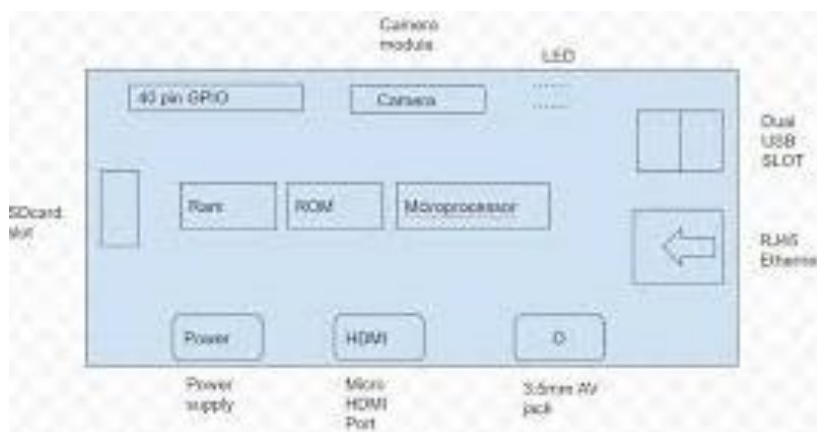 Camera
module
LED
40 pin GPIO
Camera
Dual
USB
SLOT
SDcard
slot
Ram
ROM
Microprocessor
RJ45
Etherne
Power
HDMI
O
Power
supply
Micro
HDMI
Port
3.5mm AV
jack